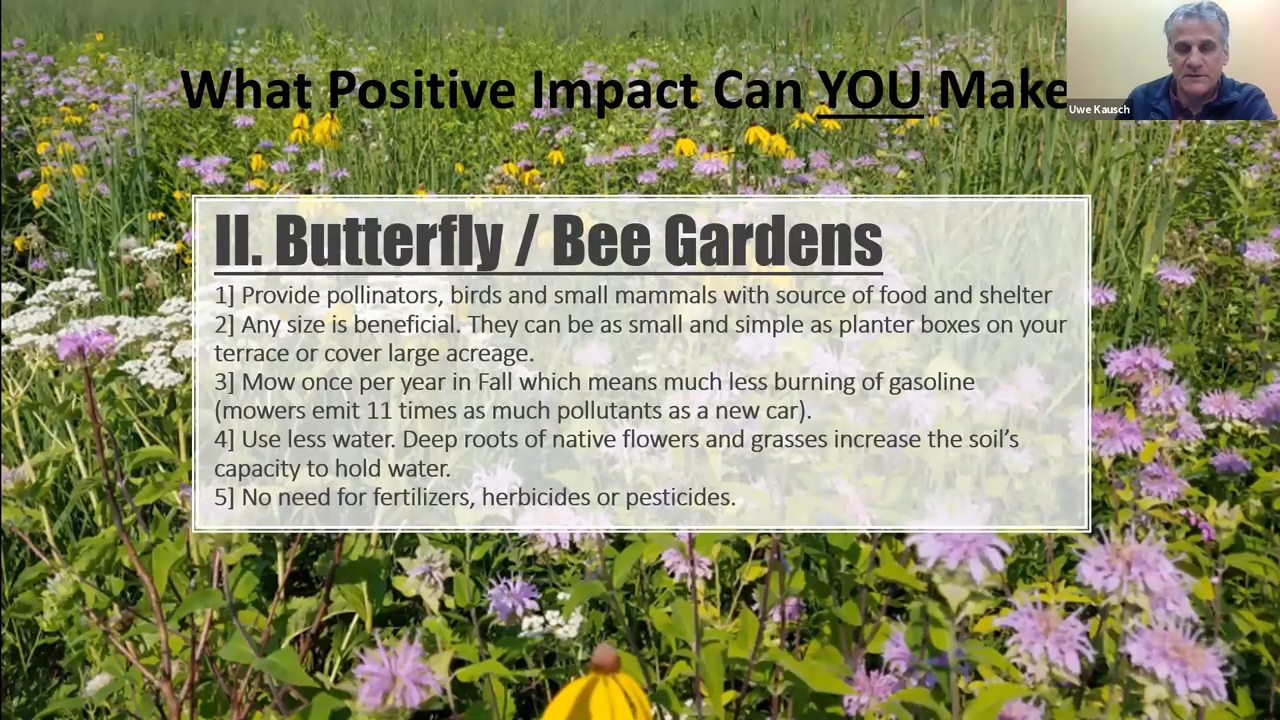 What Positive Impact Can YOU Make
Uwe Kausch
II. Butterfly / Bee Gardens
1] Provide pollinators, birds and small mammals with source of food and shelter
2] Any size is beneficial. They can be as small and simple as planter boxes on your
terrace or cover large acreage.
3] Mow once per year in Fall which means much less burning of gasoline
(mowers emit 11 times as much pollutants as a new car).
4] Use less water. Deep roots of native flowers and grasses increase the soil’s
capacity to hold water.
5] No need for fertilizers, herbicides or pesticides.